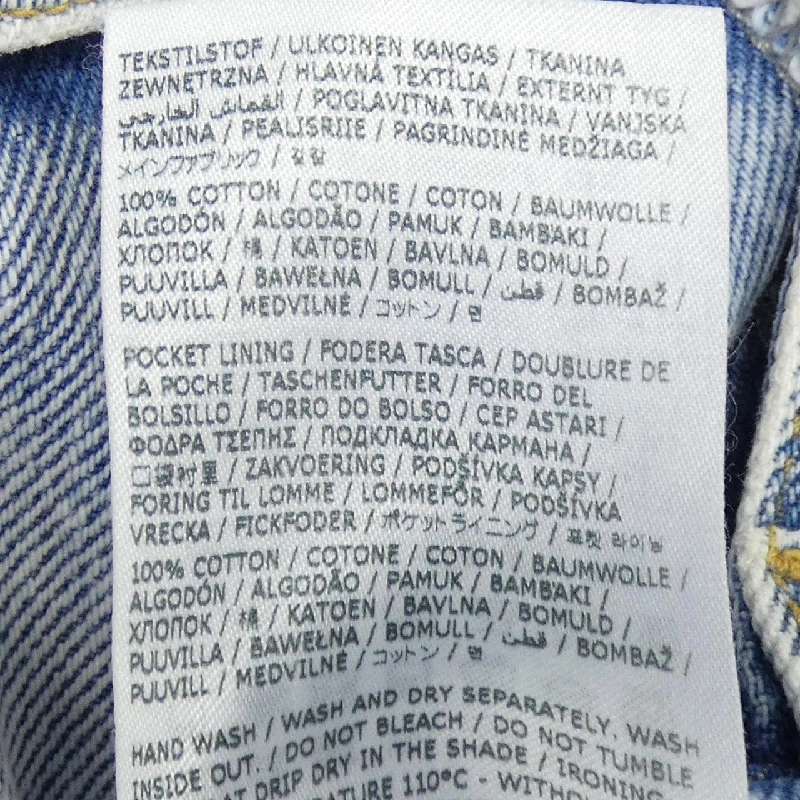 TEKSTILSTOF / ULKOINEN KANGAS / TKANINA
ZEWNĘTRZNA / HLAVNÁ TEXTÍLIA / EXTERNT TYG /
القماش الخارجي / POGLAVITNA TKANINA / VANJSKA
TKANINA / PEALISRIIE / PAGRINDINĖ MEDŽIAGA /
メインファブリック / 겉감
100% COTTON / COTONE / COTON / BAUMWOLLE /
ALGODÓN / ALGODÃO / PAMUK / BAMBAKI /
ХЛОПОК / 棉 / KATOEN / BAVLNA / BOMULD /
PUUVILLA / BAWEŁNA / BOMULL / قطن / BOMBAŽ /
PUUVILL / MEDVILNĖ / コットン / 면
POCKET LINING / FODERA TASCA / DOUBLURE DE
LA POCHE / TASCHENFUTTER / FORRO DEL
BOLSILLO / FORRO DO BOLSO / CEP ASTARI /
ΦΟΔΡΑ ΤΣΕΠΗΣ / ПОДКЛАДКА КАРМАНА /
口袋衬里 / ZAKVOERING / PODŠÍVKA KAPSY /
FORING TIL LOMME / LOMMEFÔR / PODŠÍVKA
VRECKA / FICKFODER / ポケットライニング / 포켓 라이닝
100% COTTON / COTONE / COTON / BAUMWOLLE /
ALGODÓN / ALGODÃO / PAMUK / BAMBAKI /
ХЛОПОК / 棉 / KATOEN / BAVLNA / BOMULD /
PUUVILLA / BAWEŁNA / BOMULL / قطن / BOMBAŽ /
PUUVILL / MEDVILNĖ / コットン / 면
HAND WASH / WASH AND DRY SEPARATELY, WASH
INSIDE OUT. / DO NOT BLEACH / DO NOT TUMBLE
DRIP DRY IN THE SHADE / IRONING
110°C - WITHOU